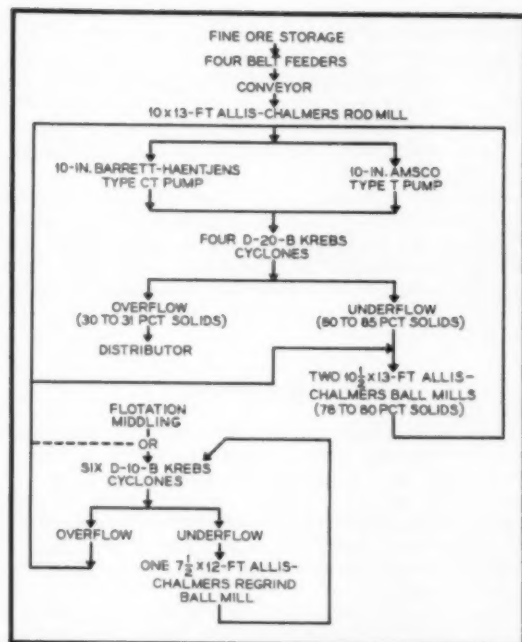 FINE ORE STORAGE
FOUR BELT FEEDERS
CONVEYOR
10 x 13-FT ALLIS-CHALMERS ROD MILL
10-IN. BARRETT-HAENTJENS
TYPE CT PUMP
10-IN. AMSCO
TYPE T PUMP
FOUR D-20-B KREBS
CYCLONES
OVERFLOW
(30 TO 31 PCT SOLIDS)
DISTRIBUTOR
UNDERFLOW
(80 TO 85 PCT SOLIDS)
TWO 10½ x 13-FT ALLIS-
CHALMERS BALL MILLS
(78 TO 80 PCT SOLIDS)
FLOTATION
MIDDLING
OR
SIX D-10-B KREBS
CYCLONES
OVERFLOW
UNDERFLOW
ONE 7½ x 12-FT ALLIS-
CHALMERS REGRIND
BALL MILL